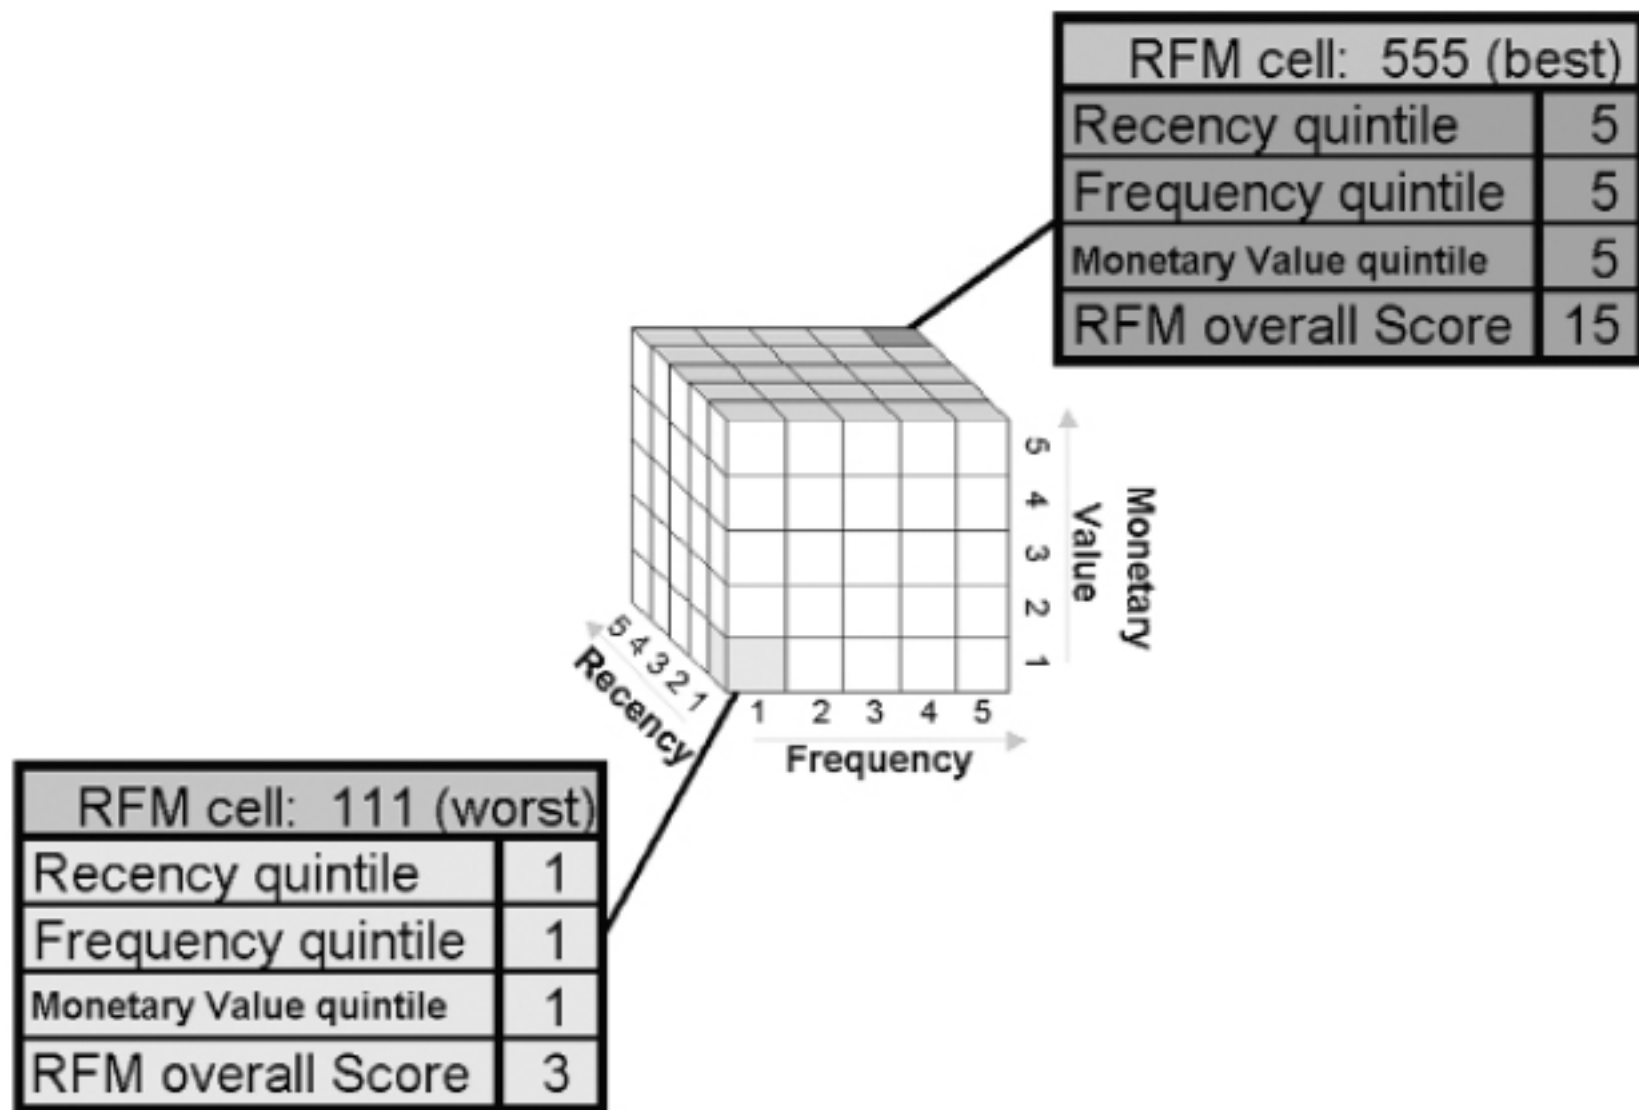 RFM cell: 555 (best)
Recency quintile 5
Frequency quintile 5
Monetary Value quintile 5
RFM overall Score 15
5
4
3
2
1
Monetary
Value
5 4 3 2 1
Recency
1 2 3 4 5
Frequency
RFM cell: 111 (worst)
Recency quintile 1
Frequency quintile 1
Monetary Value quintile 1
RFM overall Score 3